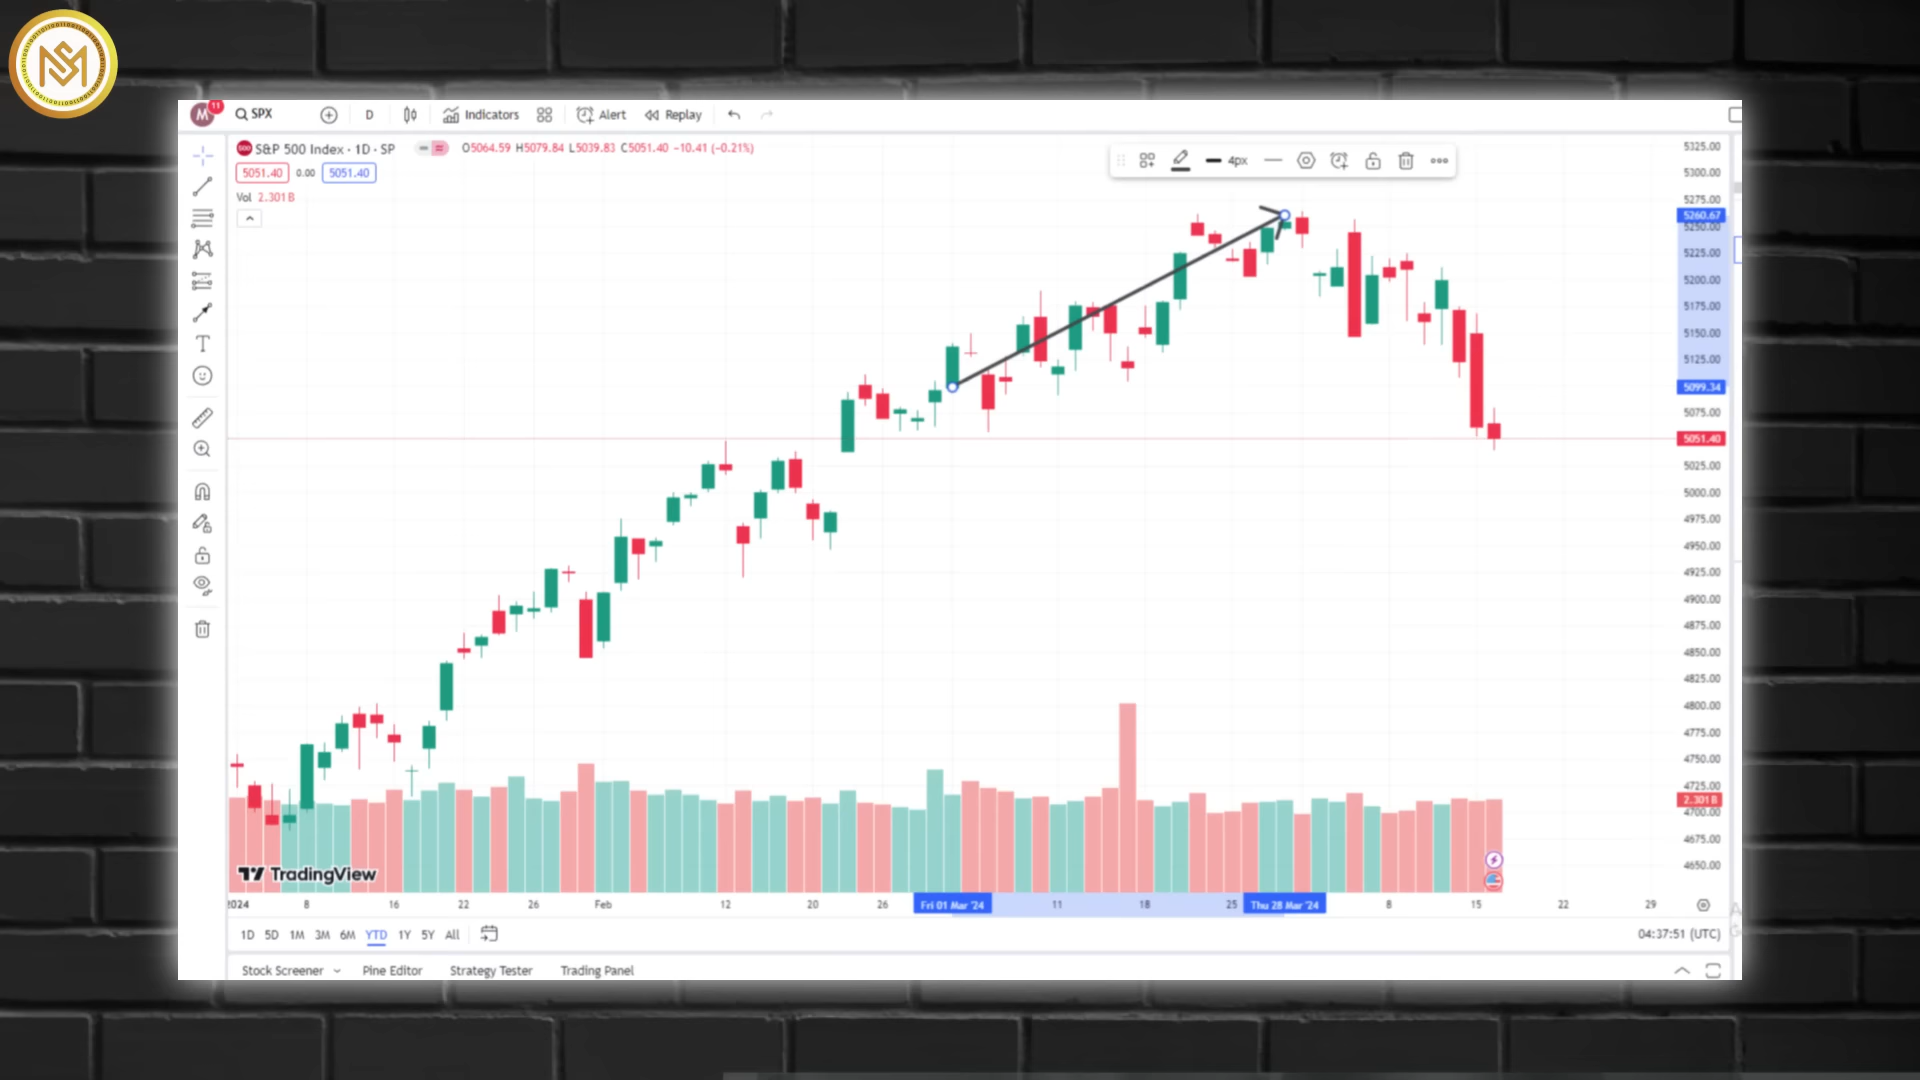 M 11 SPX D Indicators Alert Replay
S&P 500 Index · 1D · SP O5064.59 H5079.84 L5039.83 C5051.40 −10.41 (−0.21%)
5051.40 0.00 5051.40
Vol 2.301B
4px
5325.00
5300.00
5275.00
5260.67
5250.00
5225.00
5200.00
5175.00
5150.00
5125.00
5099.34
5075.00
5051.40
5025.00
5000.00
4975.00
4950.00
4925.00
4900.00
4875.00
4850.00
4825.00
4800.00
4775.00
4750.00
4725.00
2.301B
4700.00
4675.00
4650.00
TradingView
2024 8 16 22 26 Feb 12 20 26 Fri 01 Mar '24 11 18 25 Thu 28 Mar '24 8 15 22 29
1D 5D 1M 3M 6M YTD 1Y 5Y All 04:37:51 (UTC)
Stock Screener Pine Editor Strategy Tester Trading Panel